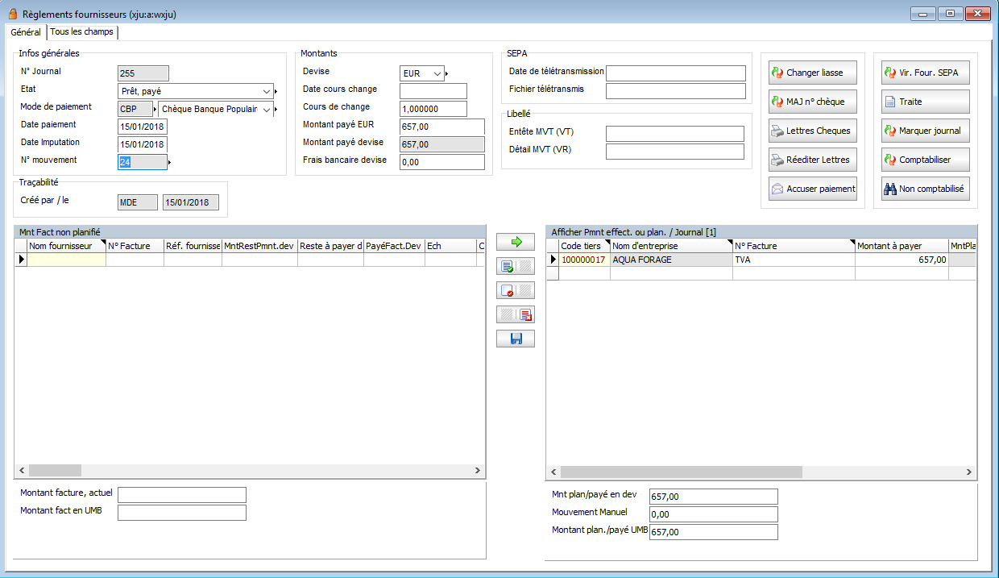 Règlements fournisseurs (xju:a:wxju)
Général
Tous les champs
Infos générales
N° Journal 255
Etat Prêt, payé
Mode de paiement CBP Chèque Banque Populair
Date paiement 15/01/2018
Date Imputation 15/01/2018
N° mouvement 24
Traçabilité
Créé par / le MDE 15/01/2018
Montants
Devise EUR
Date cours change
Cours de change 1,000000
Montant payé EUR 657,00
Montant payé devise 657,00
Frais bancaire devise 0,00
SEPA
Date de télétransmission
Fichier télétransmis
Libellé
Entête MVT (VT)
Détail MVT (VR)
Changer liasse
MAJ n° chèque
Lettres Cheques
Rééditer Lettres
Accuser paiement
Vir. Four. SEPA
Traite
Marquer journal
Comptabiliser
Non comptabilisé
Mnt Fact non planifié
Nom fournisseur N° Facture Réf. fournisse MntRestPmnt.dev Reste à payer d PayéFact.Dev Ech C
Montant facture, actuel
Montant fact en UMB
Afficher Pmnt effect. ou plan. / Journal [1]
Code tiers Nom d'entreprise N° Facture Montant à payer MntPla
100000017 AQUA FORAGE TVA 657,00
Mnt plan/payé en dev 657,00
Mouvement Manuel 0,00
Montant plan./payé UMB 657,00